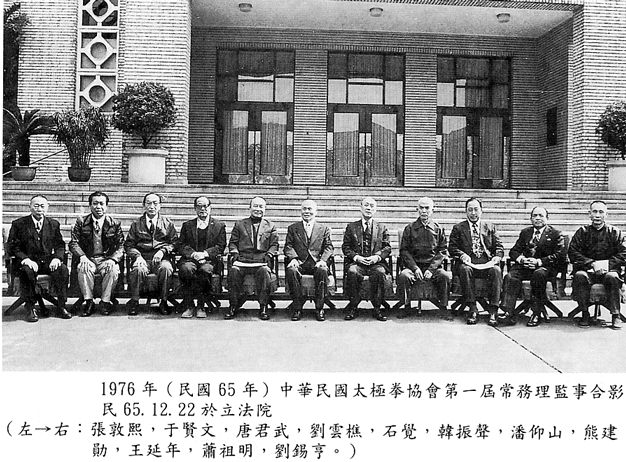 1976 年（民國 65 年）中華民國太極拳協會第一屆常務理監事合影
民 65.12.22 於立法院
（左→右：張敦熙，于賢文，唐君武，劉雲樵，石覺，韓振聲，潘仰山，熊建
勛，王延年，蕭祖明，劉錫亨。）